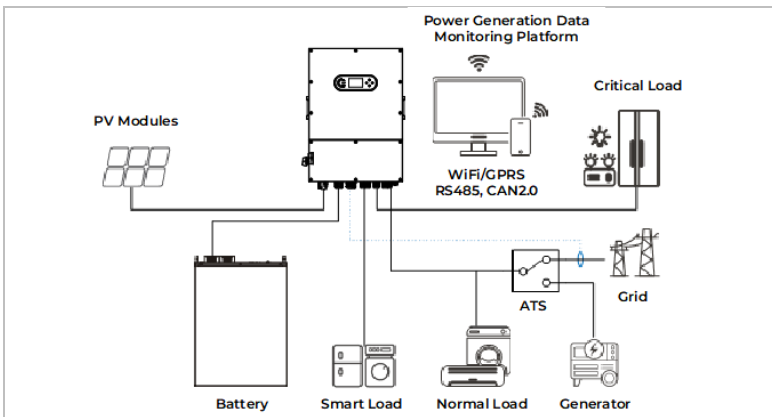 Power Generation Data
Monitoring Platform
Critical Load
PV Modules
WiFi/GPRS
RS485, CAN2.0
ATS
Grid
Battery
Smart Load
Normal Load
Generator